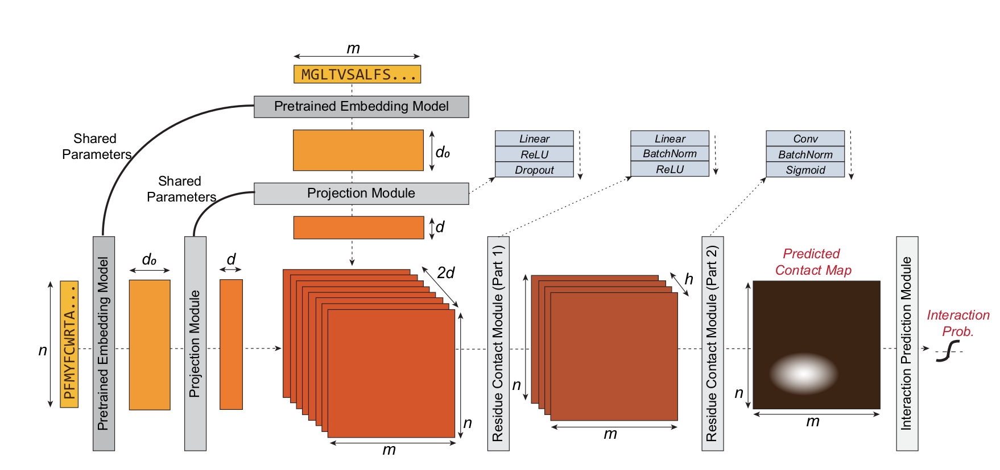 m
MGLTVSALFS...
Pretrained Embedding Model
Shared
Parameters
d₀
Linear
ReLU
Dropout
Linear
BatchNorm
ReLU
Conv
BatchNorm
Sigmoid
Shared
Parameters
Projection Module
d
n
PFMYFCWRTA...
Pretrained Embedding Model
d₀
Projection Module
d
2d
n
m
Residue Contact Module (Part 1)
h
n
m
Residue Contact Module (Part 2)
Predicted
Contact Map
n
m
Interaction Prediction Module
Interaction
Prob.